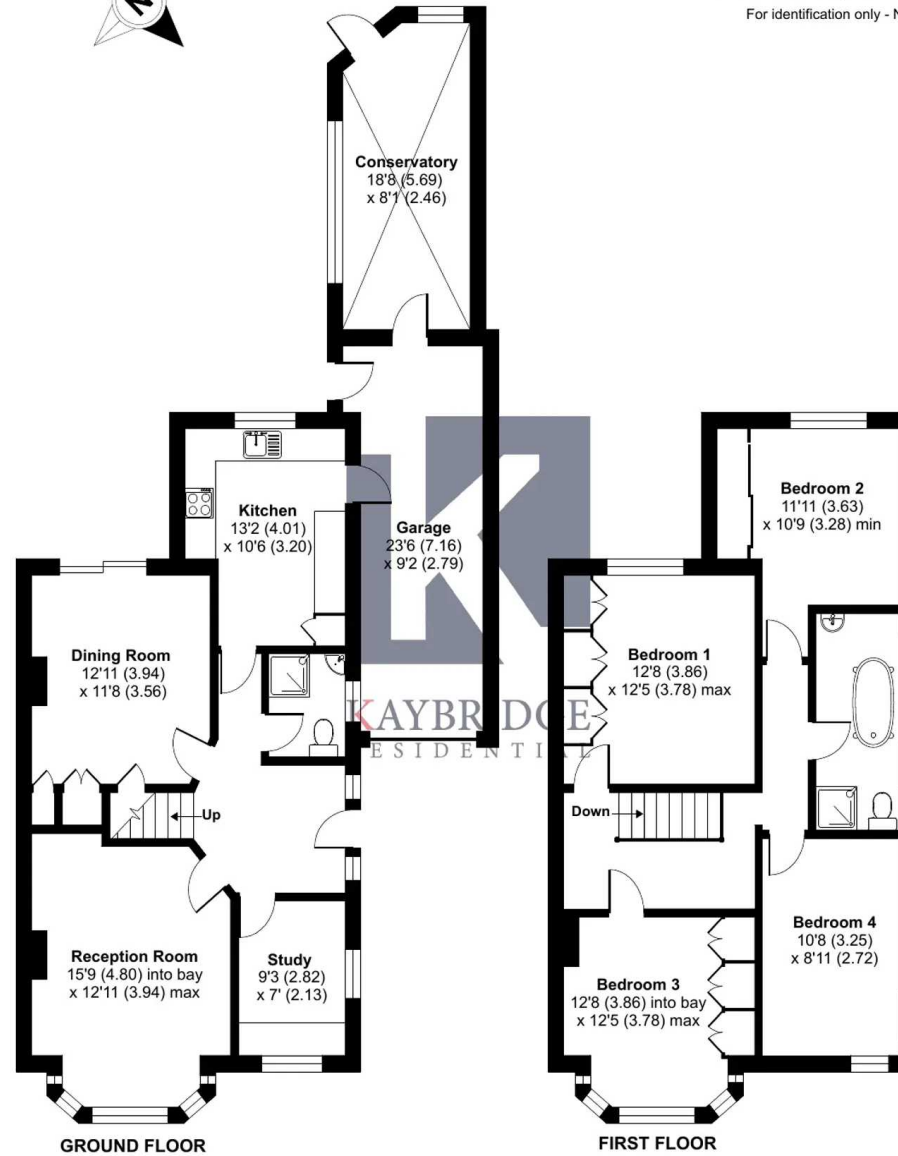 N
For identification only - N
Conservatory
18'8 (5.69)
x 8'1 (2.46)
Kitchen
13'2 (4.01)
x 10'6 (3.20)
Garage
23'6 (7.16)
x 9'2 (2.79)
Dining Room
12'11 (3.94)
x 11'8 (3.56)
Up
Reception Room
15'9 (4.80) into bay
x 12'11 (3.94) max
Study
9'3 (2.82)
x 7' (2.13)
GROUND FLOOR
Bedroom 2
11'11 (3.63)
x 10'9 (3.28) min
Bedroom 1
12'8 (3.86)
x 12'5 (3.78) max
Down
Bedroom 4
10'8 (3.25)
x 8'11 (2.72)
Bedroom 3
12'8 (3.86) into bay
x 12'5 (3.78) max
FIRST FLOOR
K
KAYBRIDGE
RESIDENTIAL